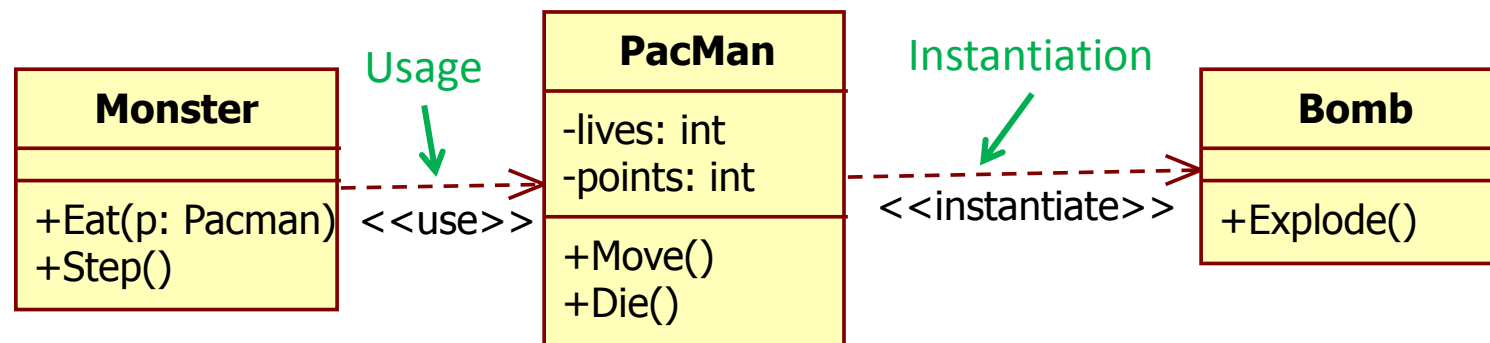 Monster
+Eat(p: Pacman)
+Step()
Usage
<<use>>
PacMan
-lives: int
-points: int
+Move()
+Die()
Instantiation
<<instantiate>>
Bomb
+Explode()